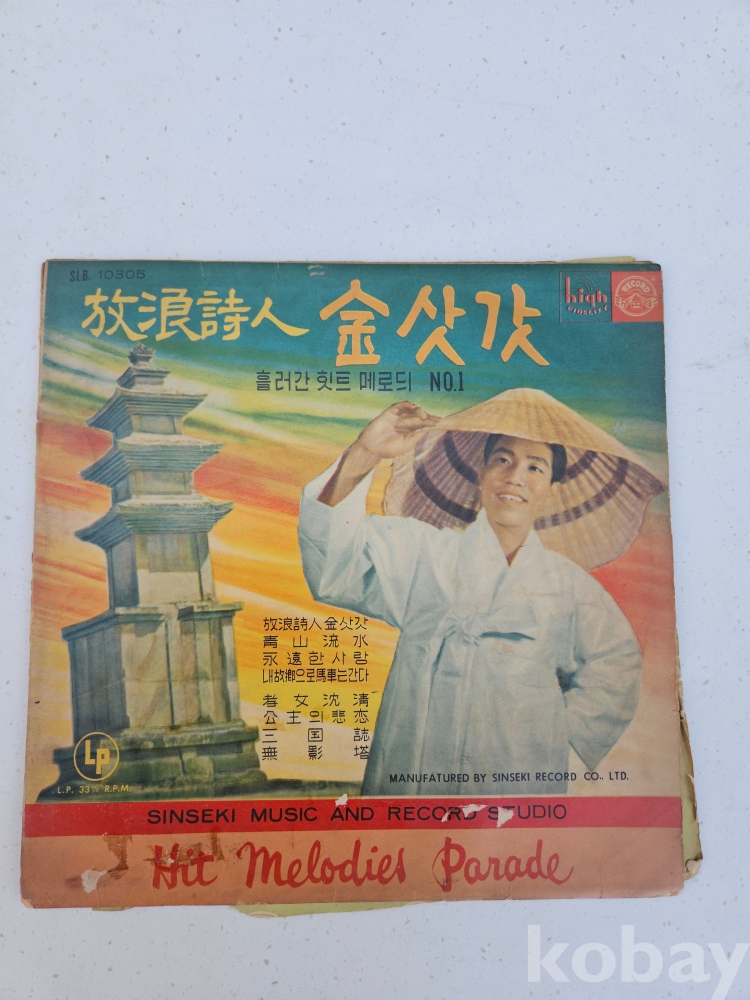 SLB. 10305
放浪詩人 金삿갓
흘러간 힛트 메로듸 NO.1
high
FIDELITY
RECORD
放浪詩人金삿갓
靑山流水
永遠한사랑
내故鄕으로馬車는간다
孝女沈淸
公主의悲恋
三国誌
無影塔
LP
L.P. 33⅓ R.P.M.
MANUFATURED BY SINSEKI RECORD CO., LTD.
SINSEKI MUSIC AND RECORD STUDIO
Hit Melodies Parade
kobay